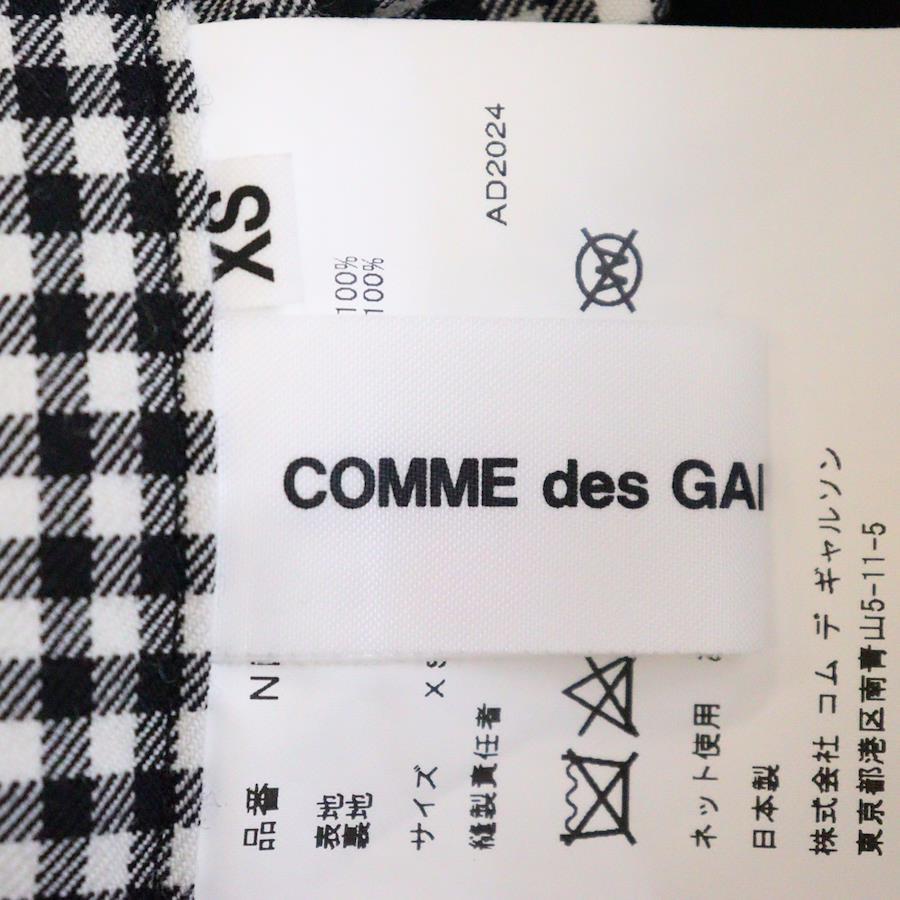 XS
COMME des GA
品番 N
表地 100%
裏地 100%
サイズ XS
縫製責任者 AD2024
W
ネット使用
日本製
株式会社 コム デ ギャルソン
東京都港区南青山5-11-5